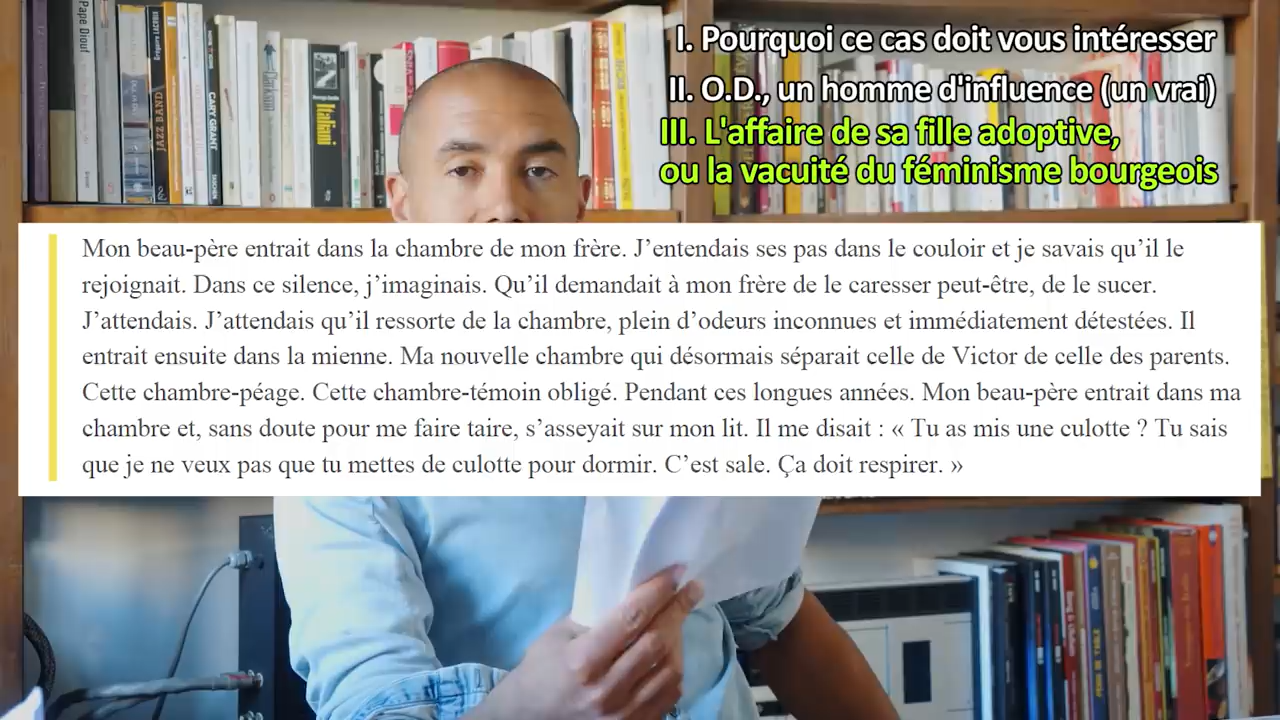 I. Pourquoi ce cas doit vous intéresser
II. O.D., un homme d'influence (un vrai)
III. L'affaire de sa fille adoptive,
ou la vacuité du féminisme bourgeois
Pape Diouf
JAZZ BAND
CARY GRANT
Italiani
Mon beau-père entrait dans la chambre de mon frère. J’entendais ses pas dans le couloir et je savais qu’il le
rejoignait. Dans ce silence, j’imaginais. Qu’il demandait à mon frère de le caresser peut-être, de le sucer.
J’attendais. J’attendais qu’il ressorte de la chambre, plein d’odeurs inconnues et immédiatement détestées. Il
entrait ensuite dans la mienne. Ma nouvelle chambre qui désormais séparait celle de Victor de celle des parents.
Cette chambre-péage. Cette chambre-témoin obligé. Pendant ces longues années. Mon beau-père entrait dans ma
chambre et, sans doute pour me faire taire, s’asseyait sur mon lit. Il me disait : « Tu as mis une culotte ? Tu sais
que je ne veux pas que tu mettes de culotte pour dormir. C’est sale. Ça doit respirer. »